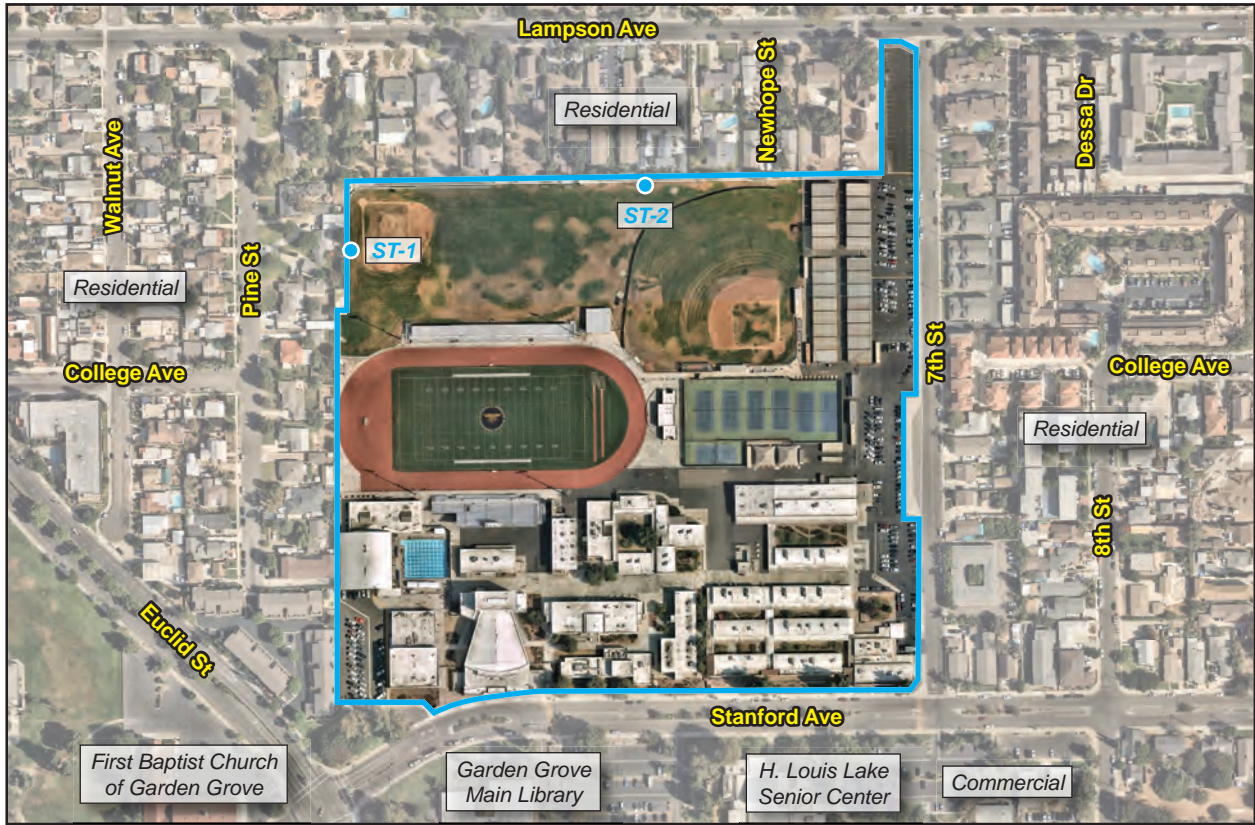 Lampson Ave
Newhope St
Residential
Dessa Dr
Walnut Ave
ST-2
ST-1
Pine St
Residential
7th St
College Ave
College Ave
Residential
8th St
Euclid St
Stanford Ave
First Baptist Church
of Garden Grove
Garden Grove
Main Library
H. Louis Lake
Senior Center
Commercial